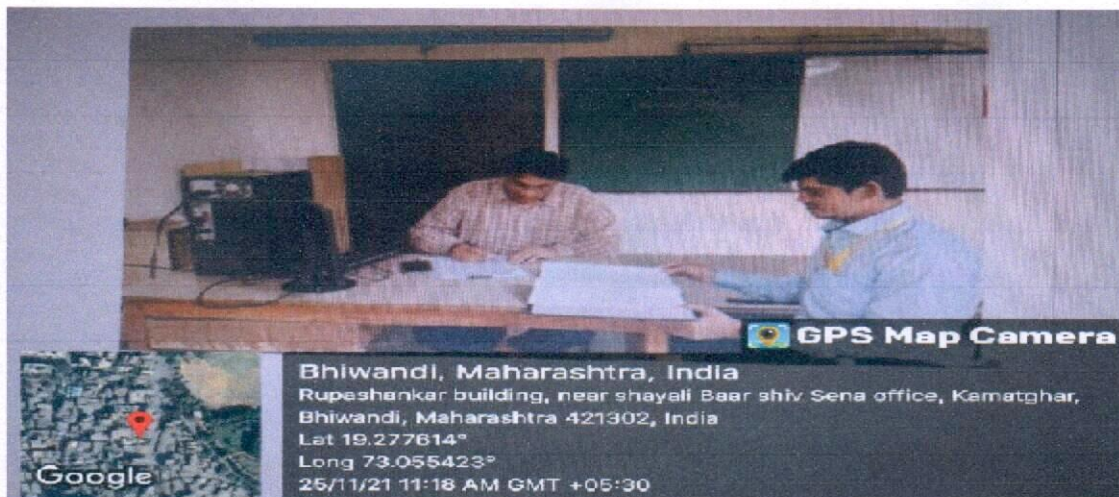 GPS Map Camera
Bhiwandi, Maharashtra, India
Rupashankar building, near shayali Baar shiv Sena office, Kamatghar,
Bhiwandi, Maharashtra 421302, India
Lat 19.277614°
Long 73.055423°
25/11/21 11:18 AM GMT +05:30
Google